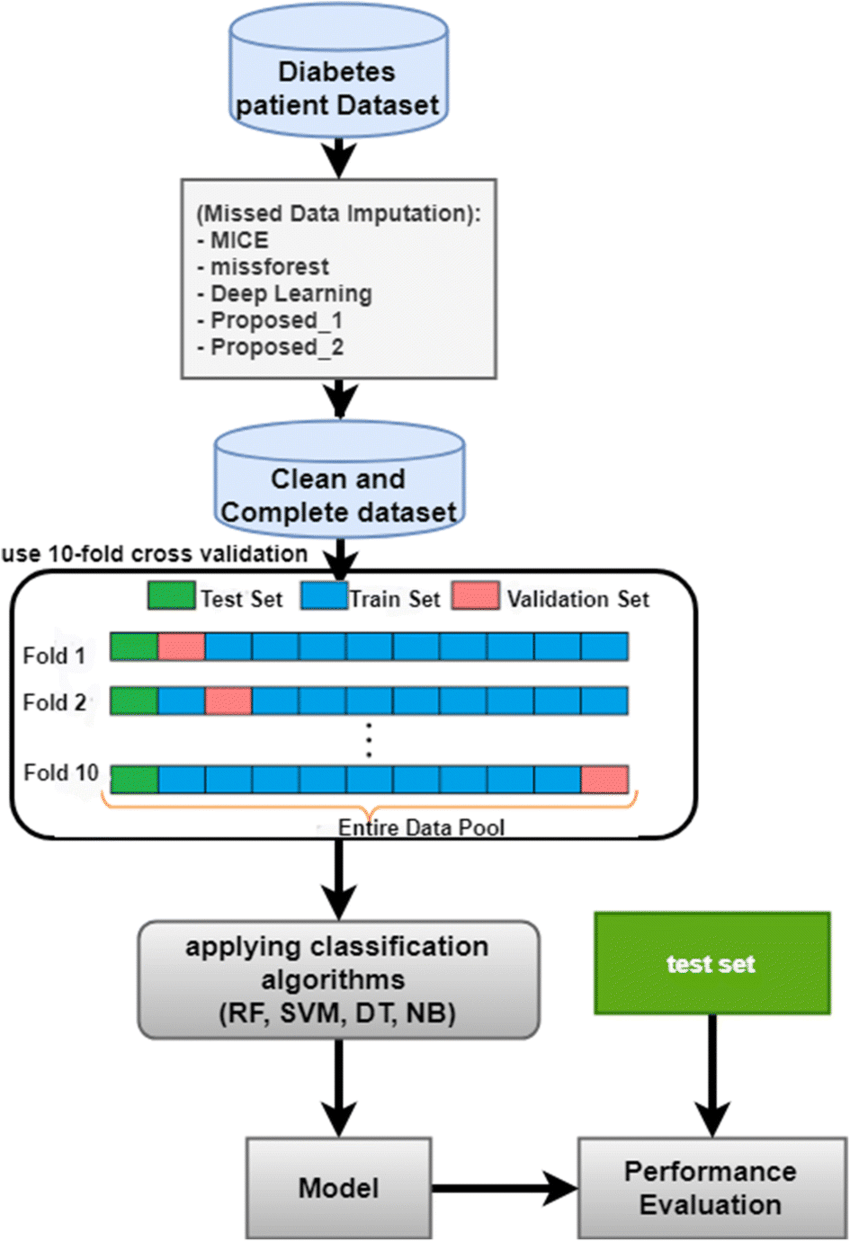 Diabetes
patient Dataset
(Missed Data Imputation):
- MICE
- missforest
- Deep Learning
- Proposed_1
- Proposed_2
Clean and
Complete dataset
use 10-fold cross validation
Test Set Train Set Validation Set
Fold 1
Fold 2
Fold 10
Entire Data Pool
applying classification
algorithms
(RF, SVM, DT, NB)
test set
Model
Performance
Evaluation